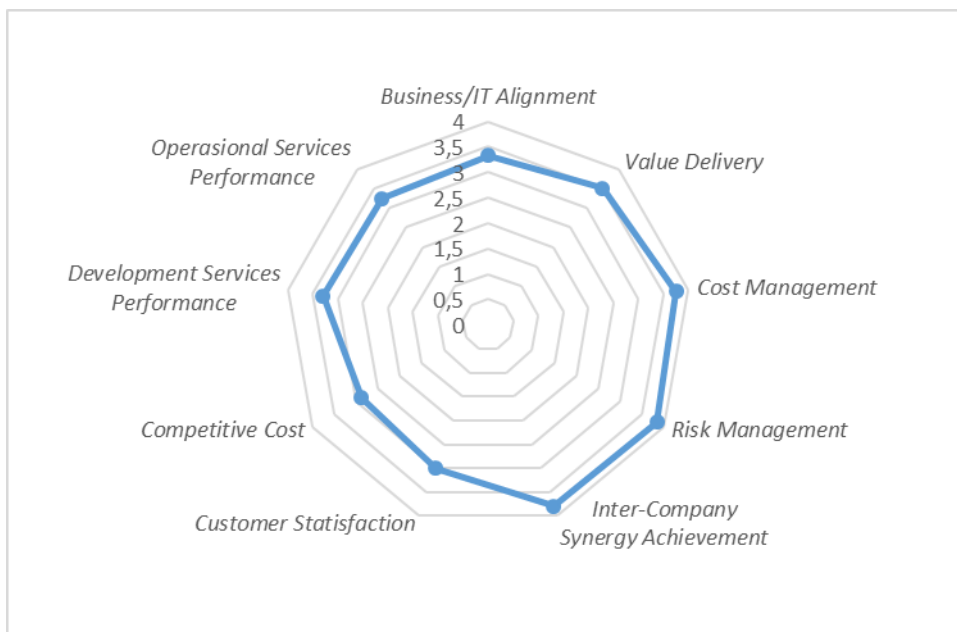 Business/IT Alignment
4
3,5
3
2,5
2
1,5
1
0,5
0
Value Delivery
Cost Management
Risk Management
Inter-Company
Synergy Achievement
Customer Statisfaction
Competitive Cost
Development Services
Performance
Operasional Services
Performance